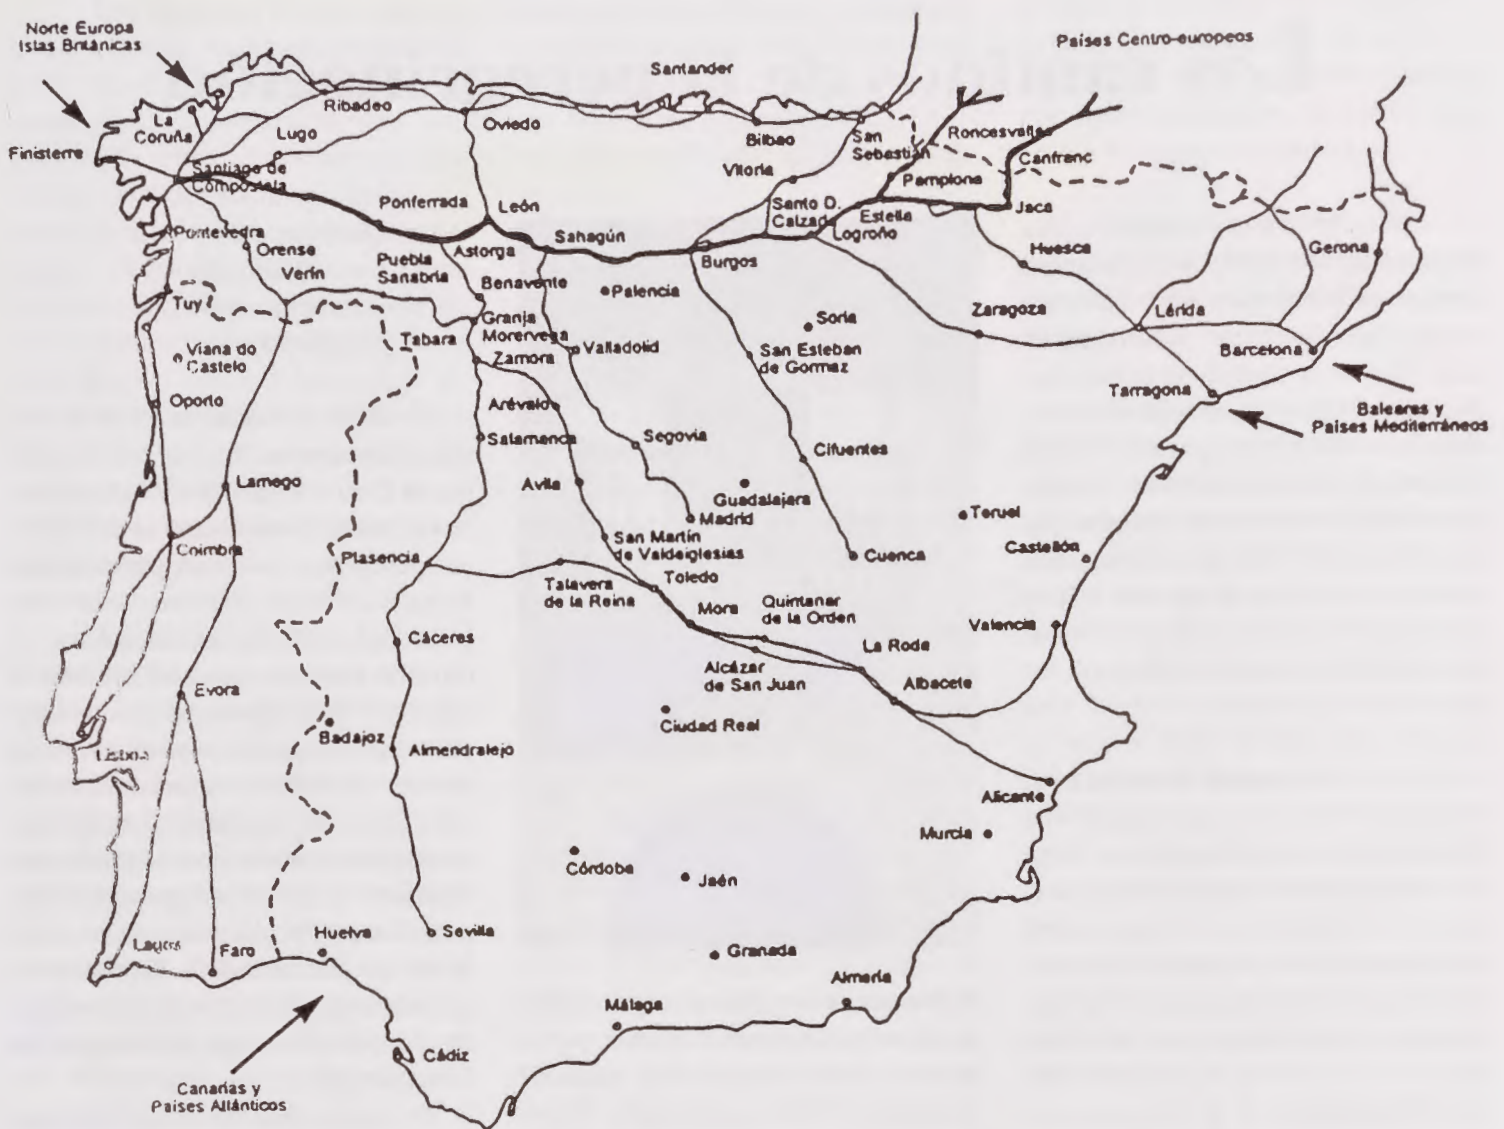 Norte Europa
Islas Británicas
Países Centro-europeos
Santander
La
Coruña
Ribadeo
Lugo
Oviedo
Bilbao
San
Sebastián
Roncesvalles
Canfranc
Finisterre
Santiago de
Compostela
Vitoria
Pamplona
Ponferrada
León
Santo D.
Calzada
Estella
Jaca
Logroño
Pontevedra
Orense
Astorga
Sahagún
Burgos
Huesca
Gerona
Verín
Puebla
Sanabria
Benavente
Palencia
Tuy
Granja
Morervega
Tabara
Soria
Zaragoza
Lérida
Viana do
Castelo
Zamora
Valladolid
San Esteban
de Gormaz
Barcelona
Oporto
Arévalo
Tarragona
Baleares y
Países Mediterráneos
Salamanca
Segovia
Cifuentes
Lamego
Avila
Guadalajara
Madrid
Teruel
Coimbra
Plasencia
San Martín
de Valdeiglesias
Cuenca
Castellón
Talavera
de la Reina
Toledo
Mora
Quintanar
de la Orden
Valencia
Cáceres
La Roda
Alcázar
de San Juan
Albacete
Evora
Ciudad Real
Badajoz
Almendralejo
Lisboa
Alicante
Murcia
Córdoba
Jaén
Lagos
Faro
Huelva
Sevilla
Granada
Almería
Málaga
Cádiz
Canarias y
Países Atlánticos